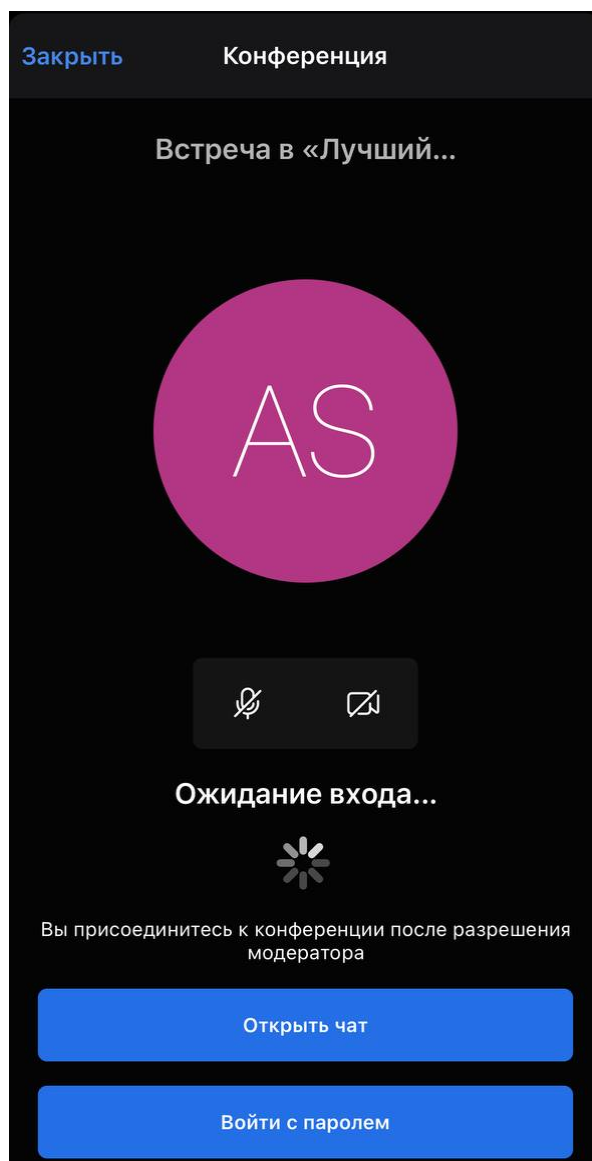 Закрыть
Конференция
Встреча в «Лучший...
AS
Ожидание входа...
Вы присоединитесь к конференции после разрешения
модератора
Открыть чат
Войти с паролем